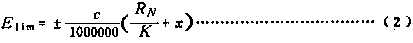 E_lim = ± c/1000000 (R_N/K + x) ………………………………（2）